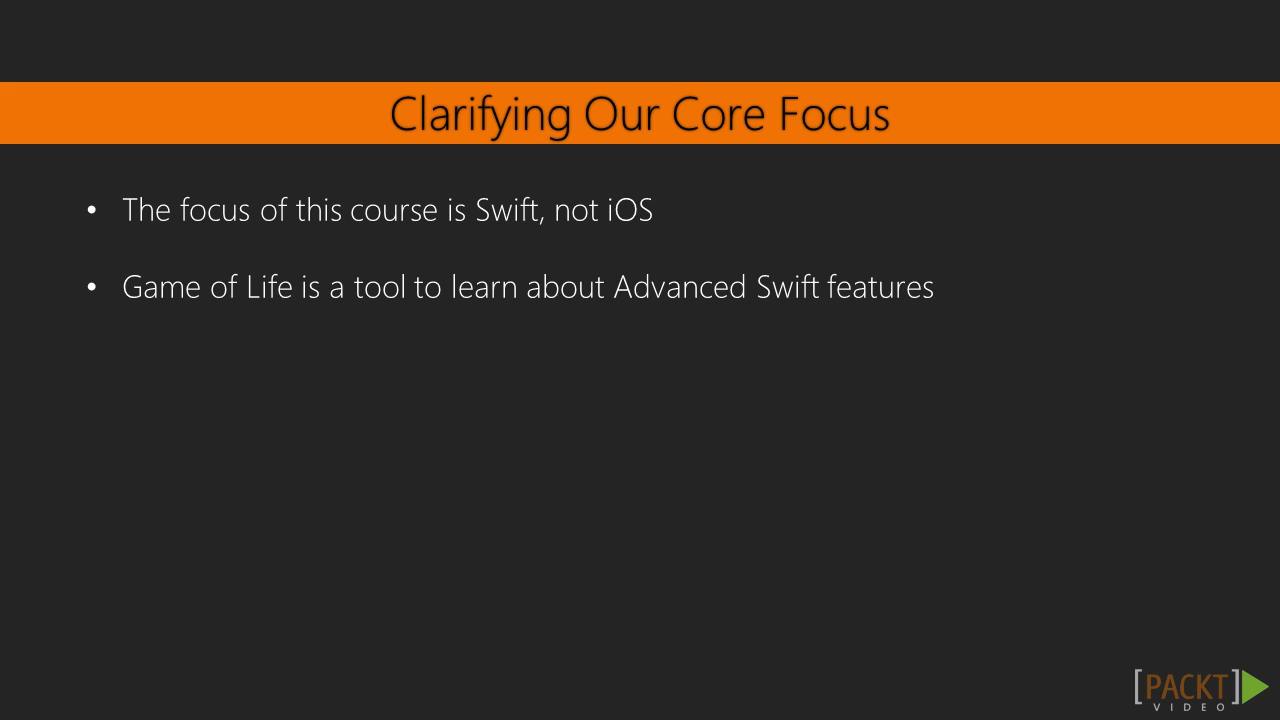 Clarifying Our Core Focus
• The focus of this course is Swift, not iOS
• Game of Life is a tool to learn about Advanced Swift features
[PACKT]
VIDEO